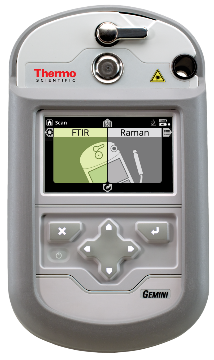 Thermo
SCIENTIFIC
Scan
FTIR Raman
GEMINI